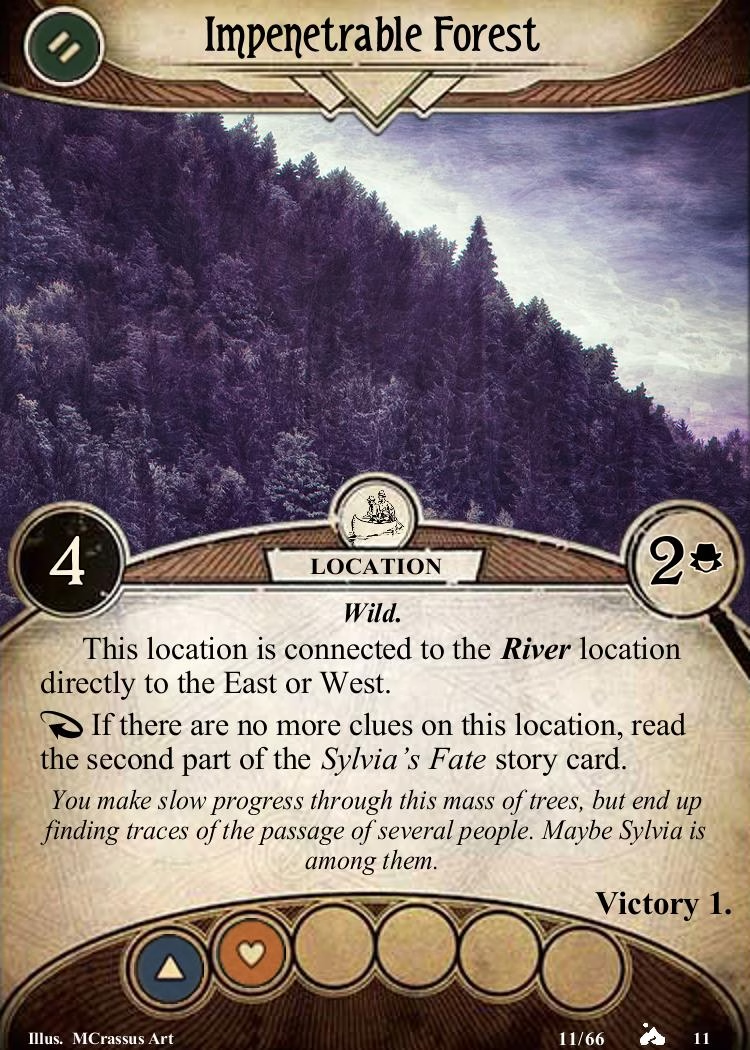 Impenetrable Forest
4
LOCATION
2
Wild.
This location is connected to the River location
directly to the East or West.
If there are no more clues on this location, read
the second part of the Sylvia's Fate story card.
You make slow progress through this mass of trees, but end up
finding traces of the passage of several people. Maybe Sylvia is
among them.
Victory 1.
Illus. MCrassus Art
11/66
11